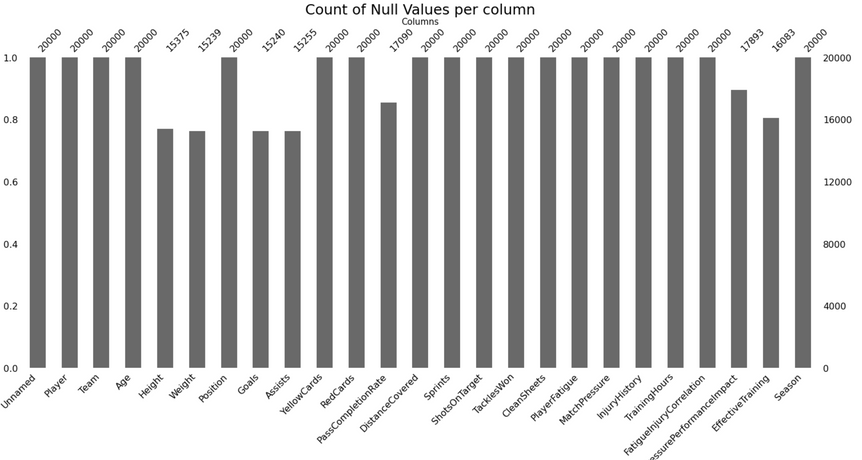 Count of Null Values per column
Columns
20000 20000 20000 20000 15375 15239 20000 15240 15255 20000 20000 17090 20000 20000 20000 20000 20000 20000 20000 20000 20000 20000 17893 16083 20000
1.0 20000
0.8 16000
0.6 12000
0.4 8000
0.2 4000
0.0 0
Unnamed Player Team Age Height Weight Position Goals Assists YellowCards RedCards PassCompletionRate DistanceCovered Sprints ShotsOnTarget TacklesWon CleanSheets PlayerFatigue MatchPressure InjuryHistory TrainingHours FatigueInjuryCorrelation essurePerformanceImpact EffectiveTraining Season